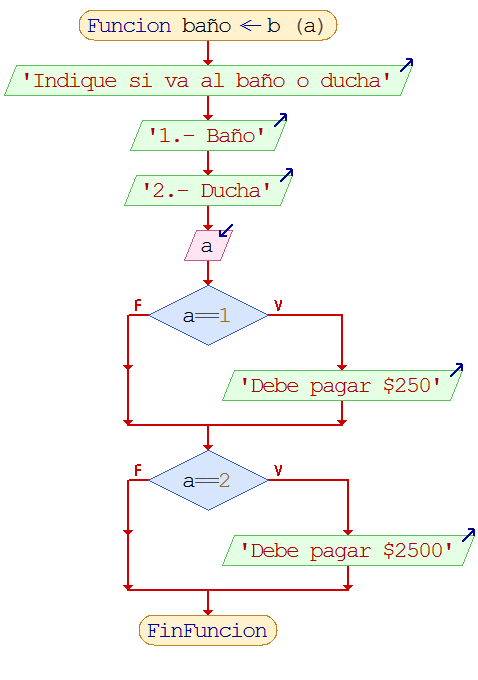 Funcion baño ← b (a)
'Indique si va al baño o ducha'
'1.- Baño'
'2.- Ducha'
a
a==1
F
V
'Debe pagar $250'
a==2
F
V
'Debe pagar $2500'
FinFuncion